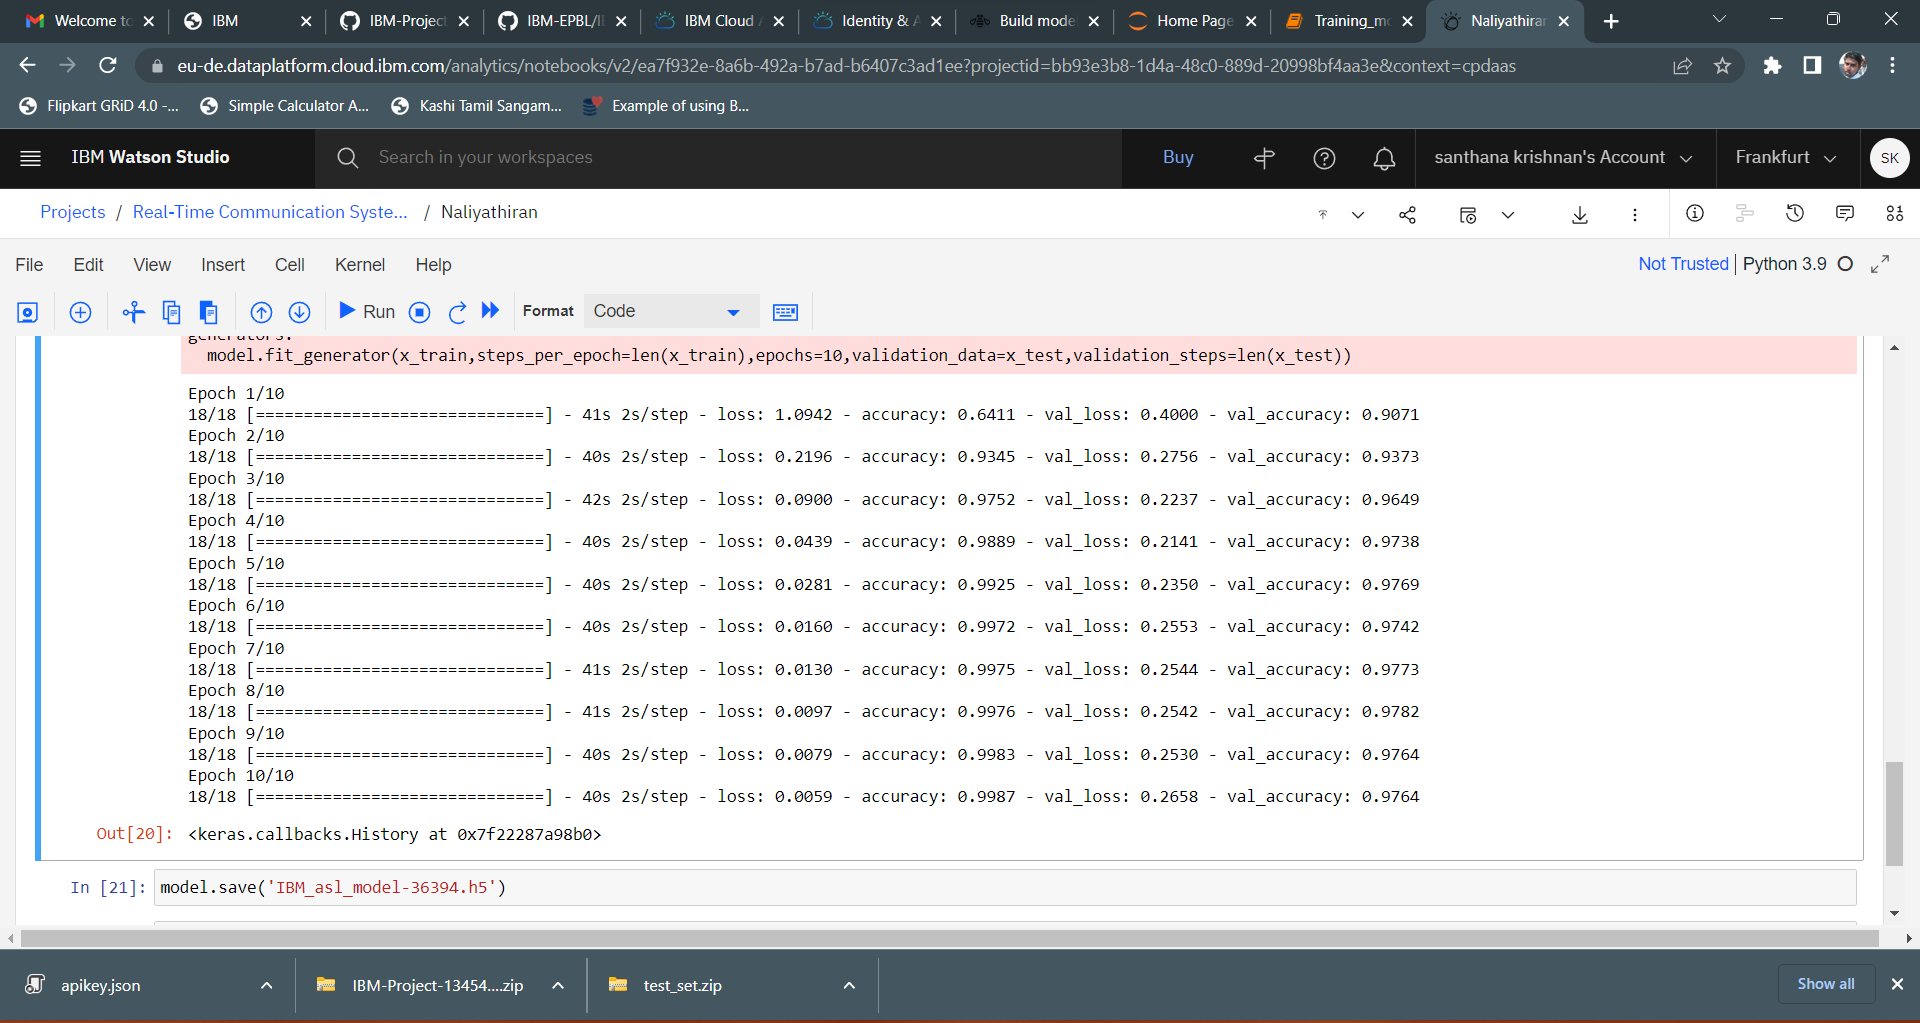 Welcome to
IBM
IBM-Project
IBM-EPBL/I
IBM Cloud
Identity & A
Build mode
Home Page
Training_mo
Naliyathiran
eu-de.dataplatform.cloud.ibm.com/analytics/notebooks/v2/ea7f932e-8a6b-492a-b7ad-b6407c3ad1ee?projectid=bb93e3b8-1d4a-48c0-889d-20998bf4aa3e&context=cpdaas
Flipkart GRiD 4.0 -...
Simple Calculator A...
Kashi Tamil Sangam...
Example of using B...
IBM Watson Studio
Search in your workspaces
Buy
santhana krishnan's Account
Frankfurt
SK
Projects / Real-Time Communication Syste... / Naliyathiran
File Edit View Insert Cell Kernel Help
Not Trusted
Python 3.9
Run
Format
Code
generators.
model.fit_generator(x_train,steps_per_epoch=len(x_train),epochs=10,validation_data=x_test,validation_steps=len(x_test))
Epoch 1/10
18/18 [==============================] - 41s 2s/step - loss: 1.0942 - accuracy: 0.6411 - val_loss: 0.4000 - val_accuracy: 0.9071
Epoch 2/10
18/18 [==============================] - 40s 2s/step - loss: 0.2196 - accuracy: 0.9345 - val_loss: 0.2756 - val_accuracy: 0.9373
Epoch 3/10
18/18 [==============================] - 42s 2s/step - loss: 0.0900 - accuracy: 0.9752 - val_loss: 0.2237 - val_accuracy: 0.9649
Epoch 4/10
18/18 [==============================] - 40s 2s/step - loss: 0.0439 - accuracy: 0.9889 - val_loss: 0.2141 - val_accuracy: 0.9738
Epoch 5/10
18/18 [==============================] - 40s 2s/step - loss: 0.0281 - accuracy: 0.9925 - val_loss: 0.2350 - val_accuracy: 0.9769
Epoch 6/10
18/18 [==============================] - 40s 2s/step - loss: 0.0160 - accuracy: 0.9972 - val_loss: 0.2553 - val_accuracy: 0.9742
Epoch 7/10
18/18 [==============================] - 41s 2s/step - loss: 0.0130 - accuracy: 0.9975 - val_loss: 0.2544 - val_accuracy: 0.9773
Epoch 8/10
18/18 [==============================] - 41s 2s/step - loss: 0.0097 - accuracy: 0.9976 - val_loss: 0.2542 - val_accuracy: 0.9782
Epoch 9/10
18/18 [==============================] - 40s 2s/step - loss: 0.0079 - accuracy: 0.9983 - val_loss: 0.2530 - val_accuracy: 0.9764
Epoch 10/10
18/18 [==============================] - 40s 2s/step - loss: 0.0059 - accuracy: 0.9987 - val_loss: 0.2658 - val_accuracy: 0.9764
Out[20]: <keras.callbacks.History at 0x7f22287a98b0>
In [21]: model.save('IBM_asl_model-36394.h5')
apikey.json
IBM-Project-13454....zip
test_set.zip
Show all